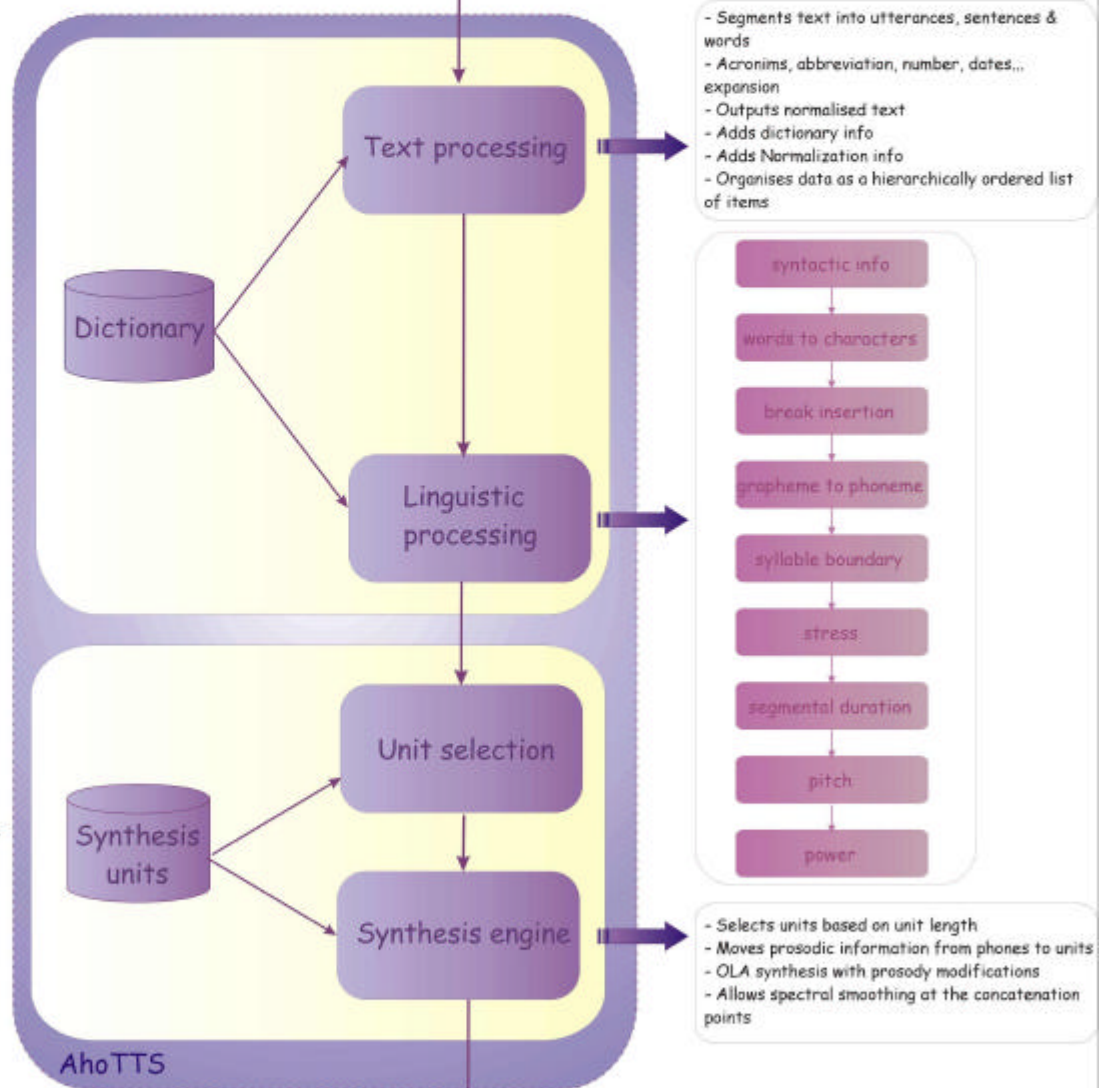 - Segments text into utterances, sentences &
words
- Acronims, abbreviation, number, dates...
expansion
- Outputs normalised text
- Adds dictionary info
- Adds Normalization info
- Organises data as a hierarchically ordered list
of items
Text processing
Dictionary
Linguistic
processing
syntactic info
words to characters
break insertion
grapheme to phoneme
syllable boundary
stress
segmental duration
pitch
power
Unit selection
Synthesis
units
Synthesis engine
- Selects units based on unit length
- Moves prosodic information from phones to units
- OLA synthesis with prosody modifications
- Allows spectral smoothing at the concatenation
points
AhoTTS